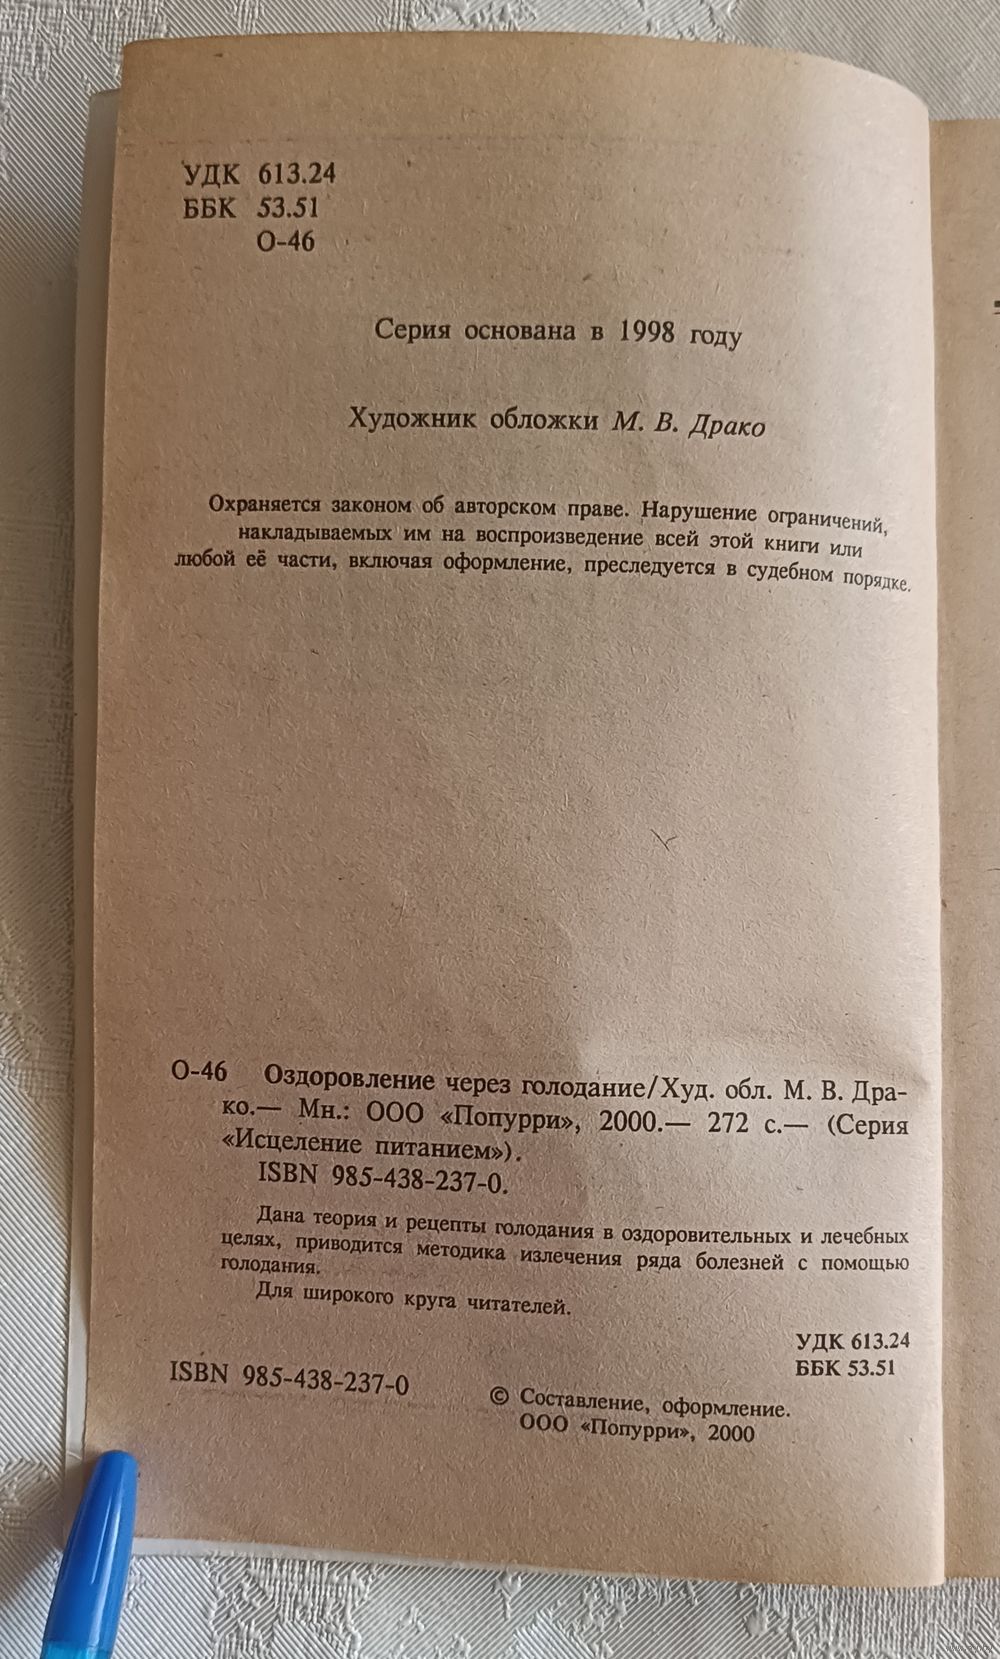 УДК 613.24
ББК 53.51
О-46
Серия основана в 1998 году
Художник обложки М. В. Драко
Охраняется законом об авторском праве. Нарушение ограничений,
накладываемых им на воспроизведение всей этой книги или
любой её части, включая оформление, преследуется в судебном порядке.
О-46 Оздоровление через голодание/Худ. обл. М. В. Дра-
ко.— Мн.: ООО «Попурри», 2000.— 272 с.— (Серия
«Исцеление питанием»).
ISBN 985-438-237-0.
Дана теория и рецепты голодания в оздоровительных и лечебных
целях, приводится методика излечения ряда болезней с помощью
голодания.
Для широкого круга читателей.
УДК 613.24
ББК 53.51
ISBN 985-438-237-0
© Составление, оформление.
ООО «Попурри», 2000